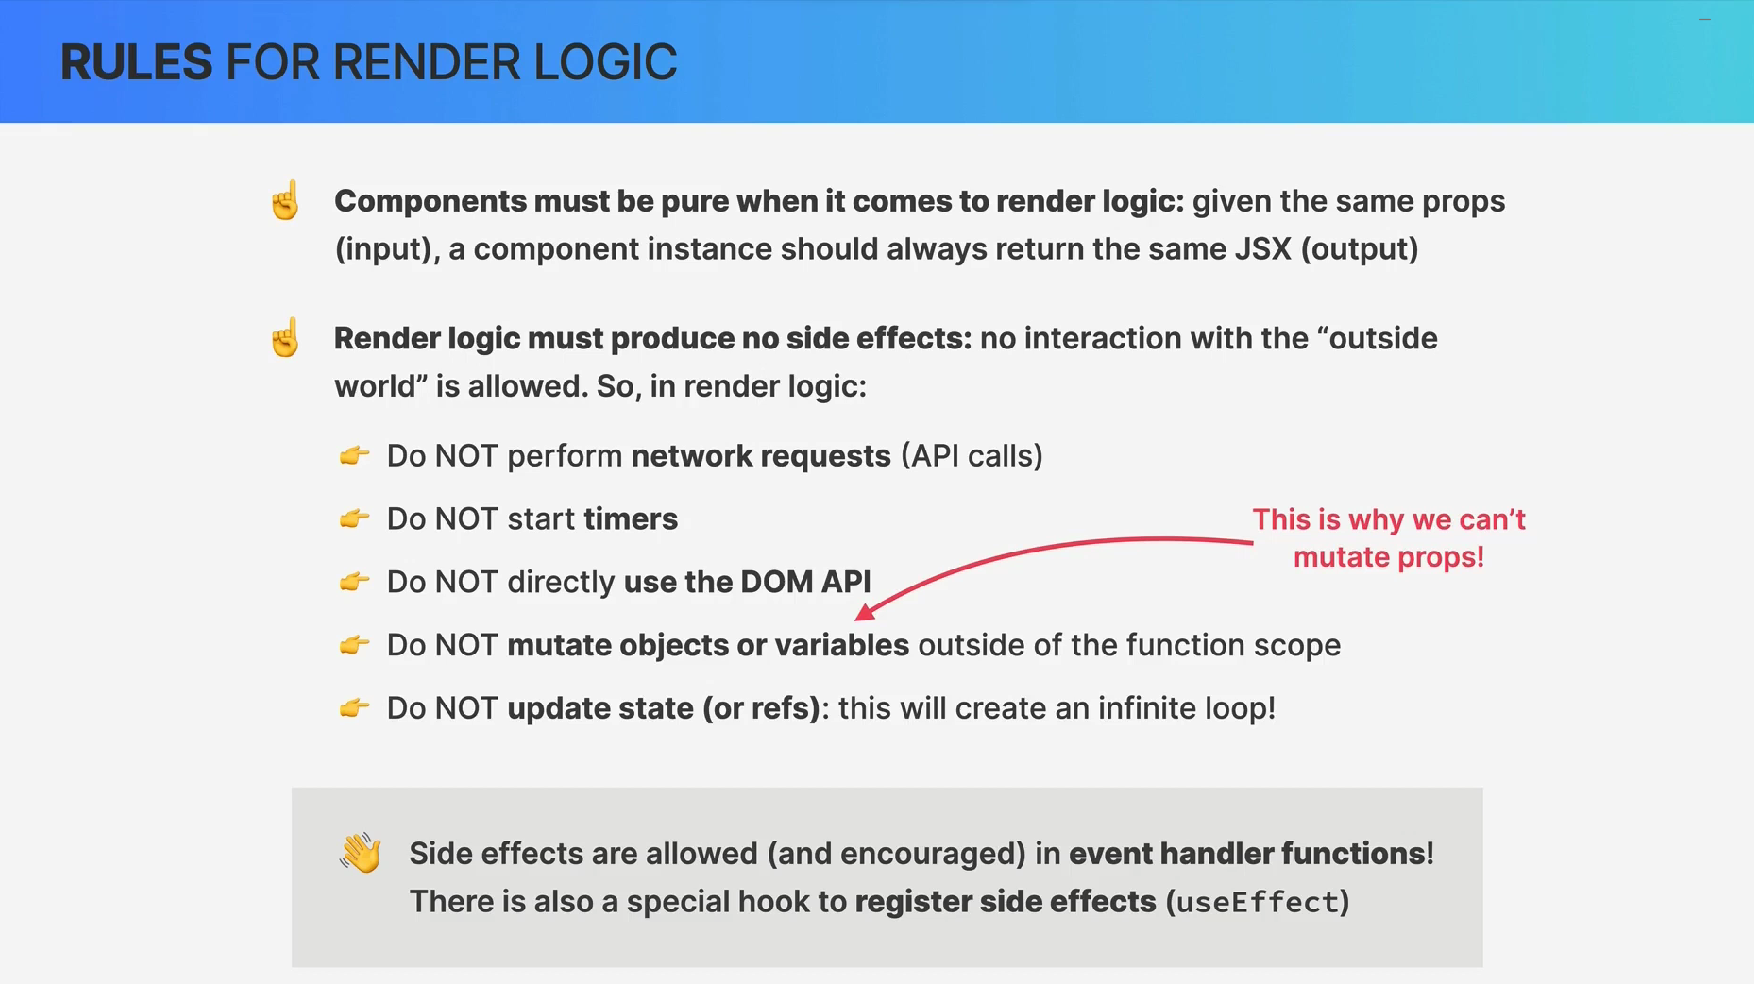 RULES FOR RENDER LOGIC
Components must be pure when it comes to render logic: given the same props
(input), a component instance should always return the same JSX (output)
Render logic must produce no side effects: no interaction with the “outside
world” is allowed. So, in render logic:
Do NOT perform network requests (API calls)
Do NOT start timers
Do NOT directly use the DOM API
This is why we can’t
mutate props!
Do NOT mutate objects or variables outside of the function scope
Do NOT update state (or refs): this will create an infinite loop!
Side effects are allowed (and encouraged) in event handler functions!
There is also a special hook to register side effects (useEffect)